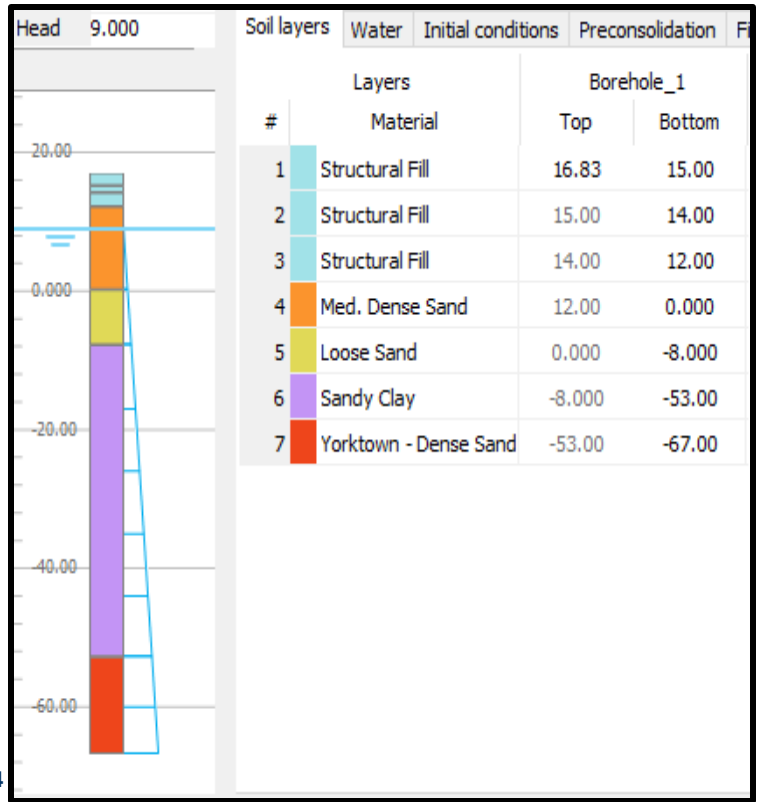 Head 9.000
Soil layers Water Initial conditions Preconsolidation
Layers Borehole_1
# Material Top Bottom
20.00
1 Structural Fill 16.83 15.00
2 Structural Fill 15.00 14.00
3 Structural Fill 14.00 12.00
0.000
4 Med. Dense Sand 12.00 0.000
5 Loose Sand 0.000 -8.000
6 Sandy Clay -8.000 -53.00
-20.00
7 Yorktown - Dense Sand -53.00 -67.00
-40.00
-60.00